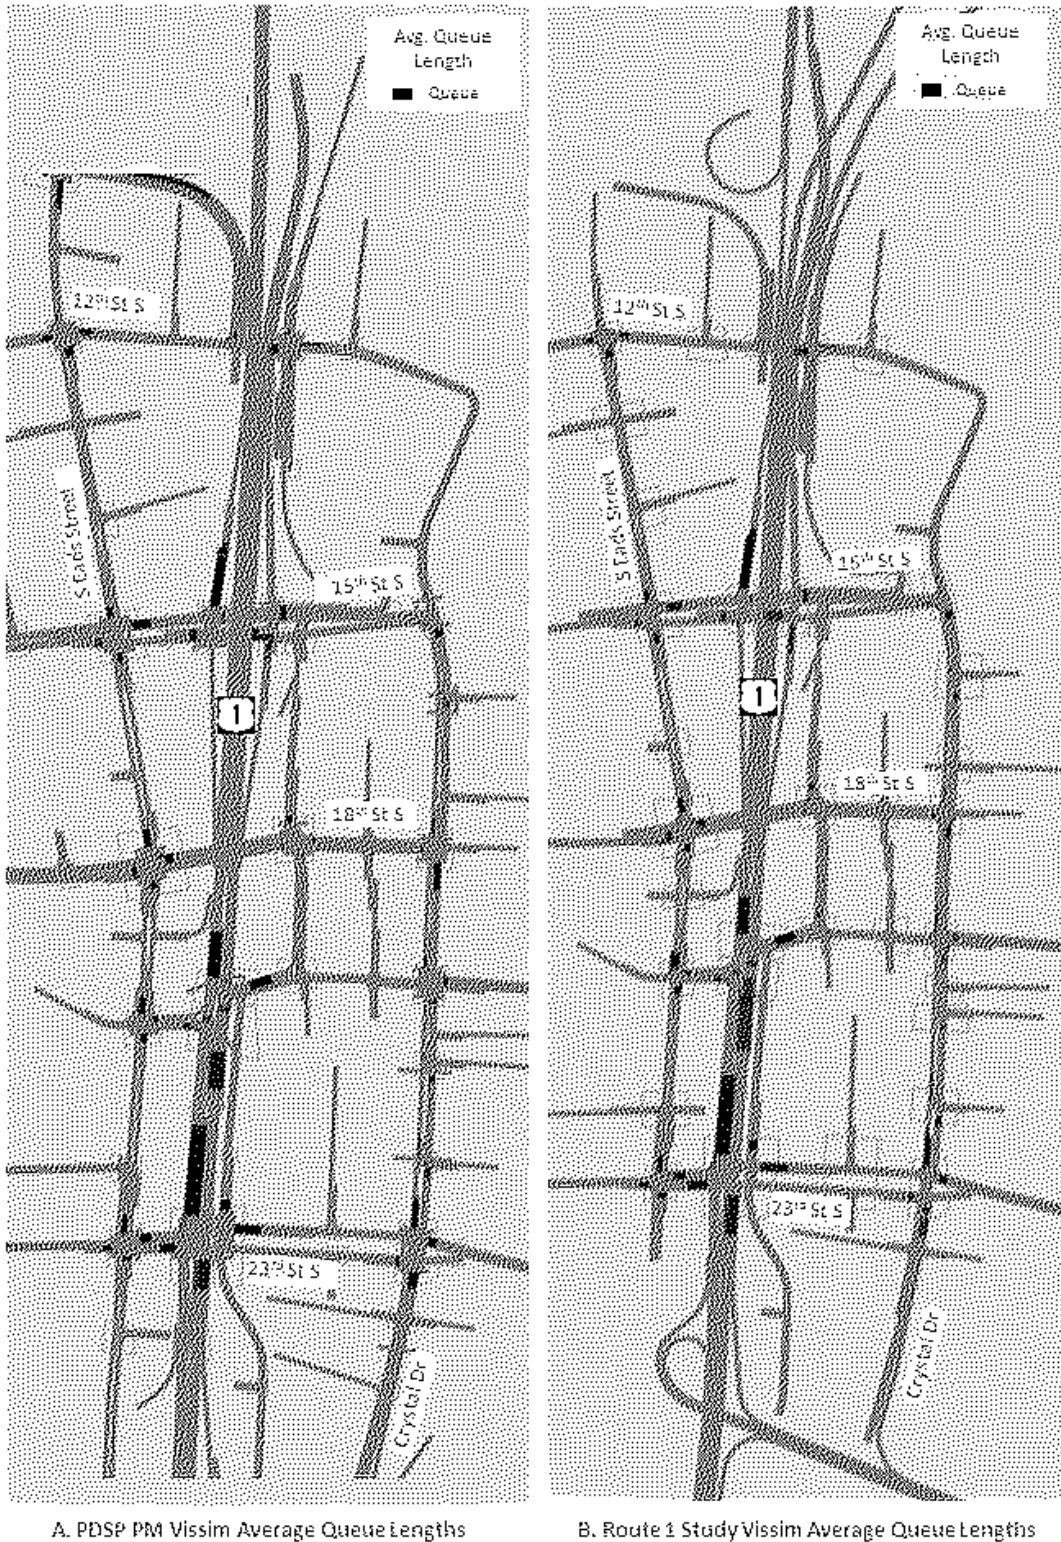 Avg. Queue
Length
Queue
12th St S
S Eads Street
15th St S
1
18th St S
23rd St S
Crystal Dr
A. PDSP PM Vissim Average Queue Lengths
Avg. Queue
Length
Queue
12th St S
S Eads Street
15th St S
1
18th St S
23rd St S
Crystal Dr
B. Route 1 Study Vissim Average Queue Lengths